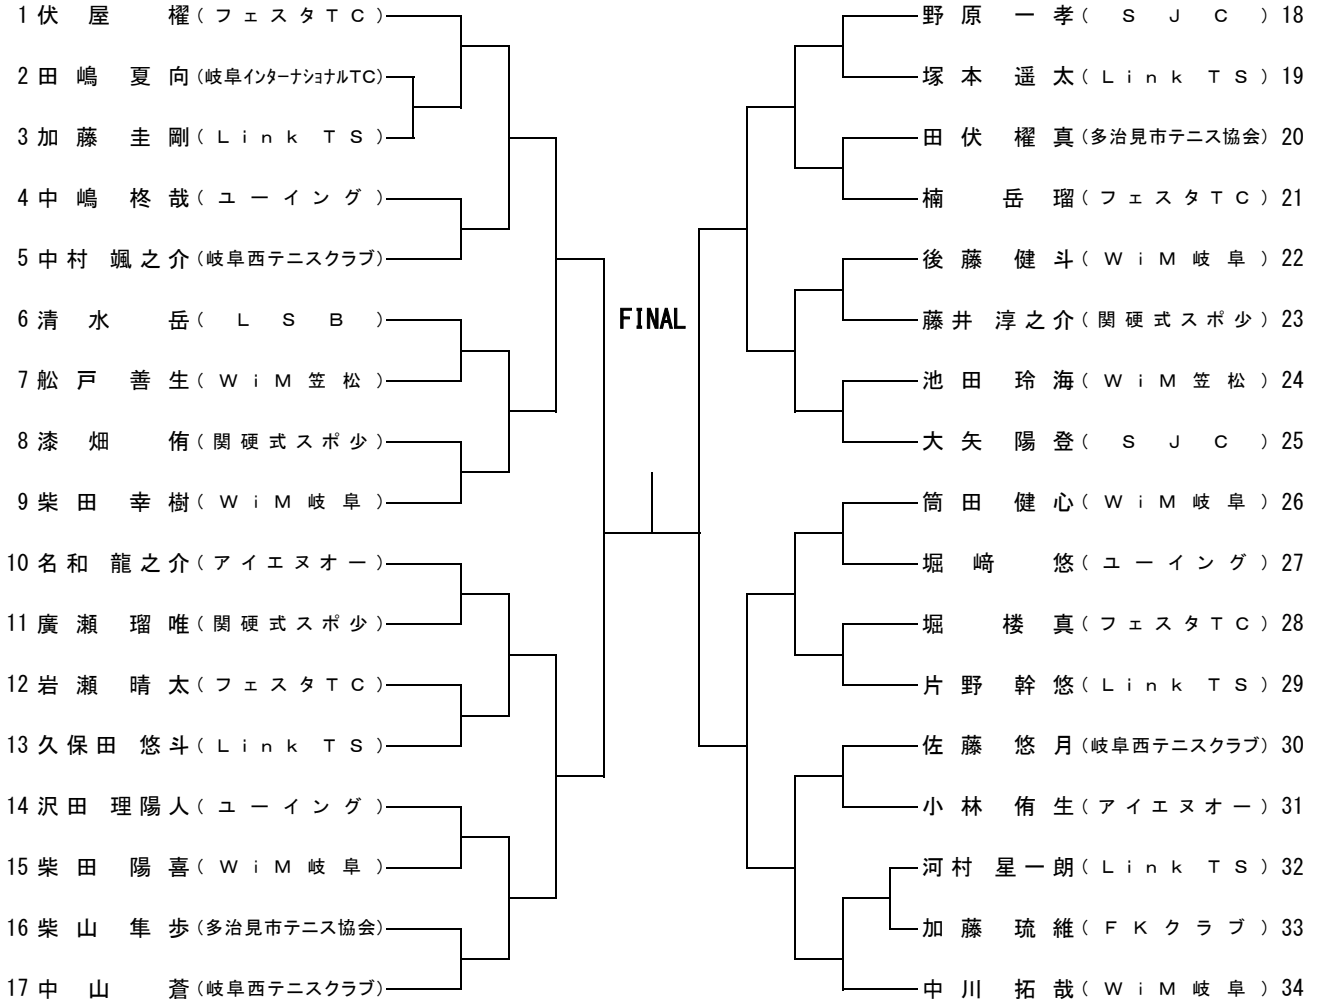 1 伏屋 櫂 (フェスタTC)
2 田嶋 夏向 (岐阜インターナショナルTC)
3 加藤 圭剛 (Link TS)
4 中嶋 柊哉 (ユーイング)
5 中村 颯之介 (岐阜西テニスクラブ)
6 清水 岳 (LSB)
7 舩戸 善生 (WiM笠松)
8 漆畑 侑 (関硬式スポ少)
9 柴田 幸樹 (WiM岐阜)
10 名和 龍之介 (アイエヌオー)
11 廣瀬 瑠唯 (関硬式スポ少)
12 岩瀬 晴太 (フェスタTC)
13 久保田 悠斗 (Link TS)
14 沢田 理陽人 (ユーイング)
15 柴田 陽喜 (WiM岐阜)
16 柴山 隼歩 (多治見市テニス協会)
17 中山 蒼 (岐阜西テニスクラブ)
FINAL
野原 一孝 (SJC) 18
塚本 遥太 (Link TS) 19
田伏 櫂真 (多治見市テニス協会) 20
楠 岳瑠 (フェスタTC) 21
後藤 健斗 (WiM岐阜) 22
藤井 淳之介 (関硬式スポ少) 23
池田 玲海 (WiM笠松) 24
大矢 陽登 (SJC) 25
筒田 健心 (WiM岐阜) 26
堀﨑 悠 (ユーイング) 27
堀 楼真 (フェスタTC) 28
片野 幹悠 (Link TS) 29
佐藤 悠月 (岐阜西テニスクラブ) 30
小林 侑生 (アイエヌオー) 31
河村 星一朗 (Link TS) 32
加藤 琉維 (FKクラブ) 33
中川 拓哉 (WiM岐阜) 34